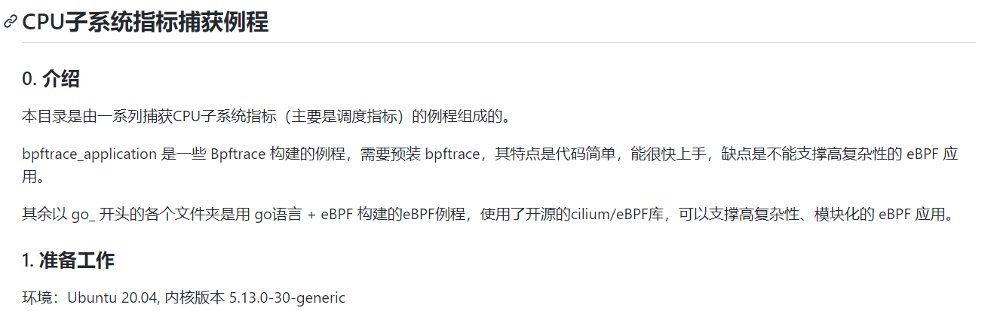 CPU子系统指标捕获例程
0. 介绍
本目录是由一系列捕获CPU子系统指标（主要是调度指标）的例程组成的。
bpftrace_application 是一些 Bpftrace 构建的例程，需要预装 bpftrace，其特点是代码简单，能很快上手，缺点是不能支撑高复杂性的 eBPF 应
用。
其余以 go_ 开头的各个文件夹是用 go语言 + eBPF 构建的eBPF例程，使用了开源的cilium/eBPF库，可以支撑高复杂性、模块化的 eBPF 应用。
1. 准备工作
环境：Ubuntu 20.04, 内核版本 5.13.0-30-generic